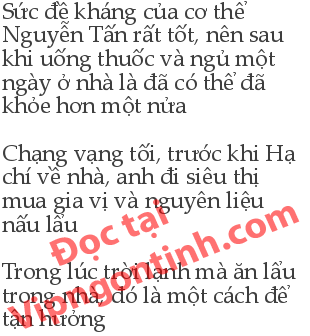 Sức đề kháng của cơ thể
Nguyễn Tấn rất tốt, nên sau
khi uống thuốc và ngủ một
ngày ở nhà là đã có thể đã
khỏe hơn một nửa
Chạng vạng tối, trước khi Hạ
chí về nhà, anh đi siêu thị
mua gia vị và nguyên liệu
nấu lẩu
Đọc tại
Vipngontinh.com
Trong lúc trời lạnh mà ăn lẩu
trong nhà, đó là một cách để
tận hưởng